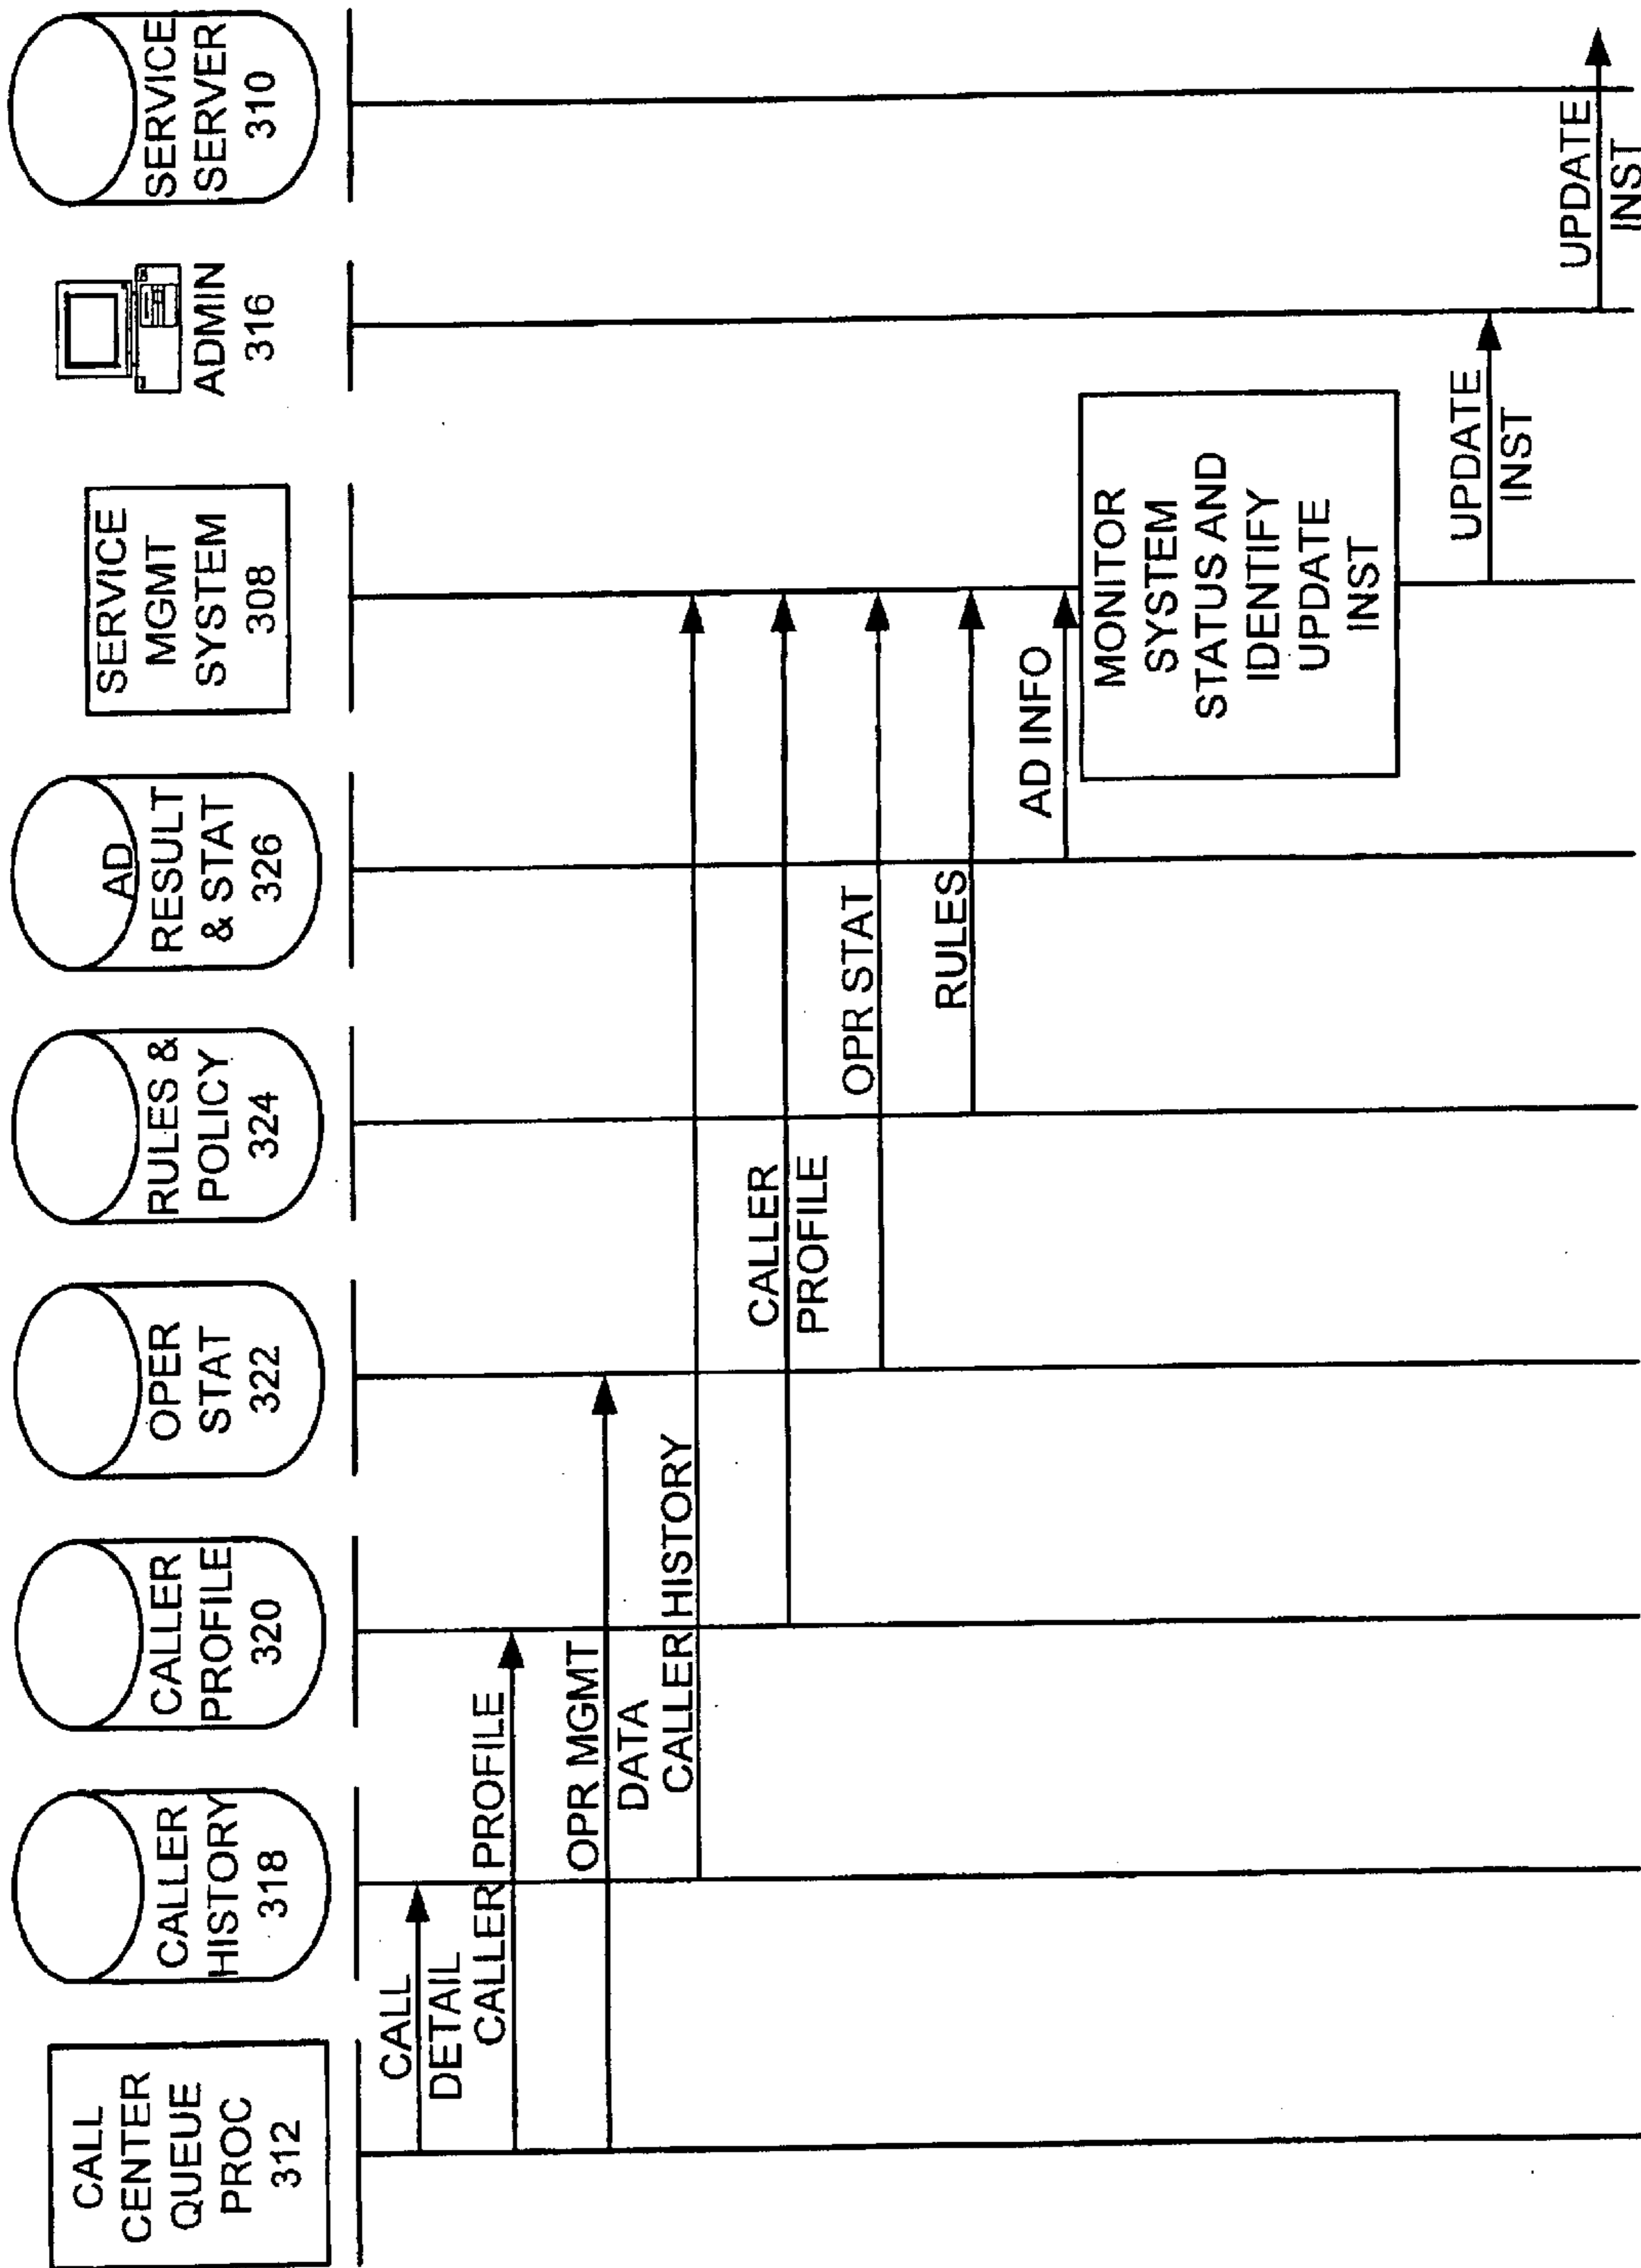 CALL
CENTER
QUEUE
PROC
312
CALLER
HISTORY
318
CALLER
PROFILE
320
OPER
STAT
322
RULES &
POLICY
324
AD
RESULT
& STAT
326
SERVICE
MGMT
SYSTEM
308
ADMIN
316
SERVICE
SERVER
310
CALL
DETAIL
CALLER PROFILE
OPR MGMT
DATA
CALLER HISTORY
CALLER
PROFILE
OPR STAT
RULES
AD INFO
MONITOR
SYSTEM
STATUS AND
IDENTIFY
UPDATE
INST
UPDATE
INST
UPDATE
INST